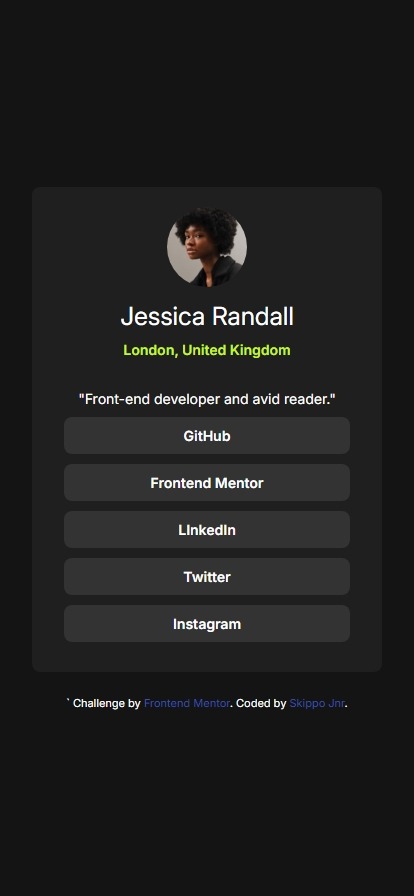 Jessica Randall
London, United Kingdom
"Front-end developer and avid reader."
GitHub
Frontend Mentor
LInkedIn
Twitter
Instagram
` Challenge by Frontend Mentor. Coded by Skippo Jnr.